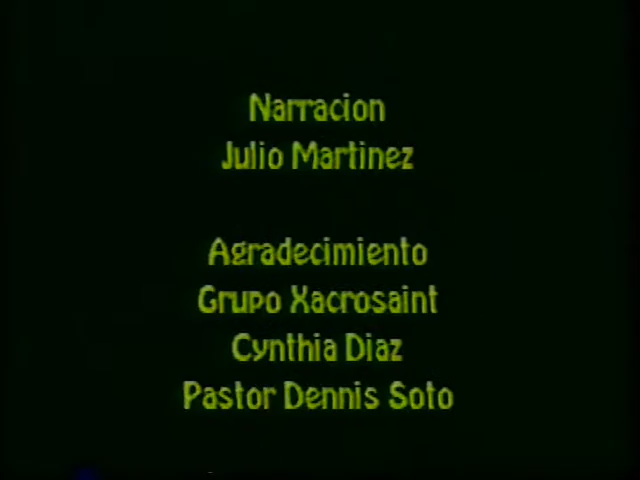 Narracion
Julio Martinez
Agradecimiento
Grupo Xacrosaint
Cynthia Diaz
Pastor Dennis Soto